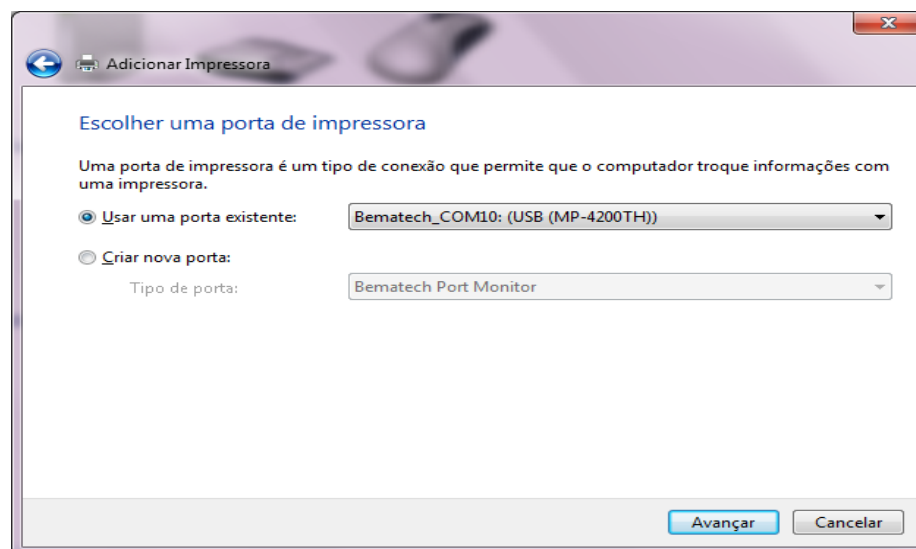 Adicionar Impressora
Escolher uma porta de impressora
Uma porta de impressora é um tipo de conexão que permite que o computador troque informações com
uma impressora.
Usar uma porta existente: Bematech_COM10: (USB (MP-4200TH))
Criar nova porta:
Tipo de porta: Bematech Port Monitor
Avançar Cancelar